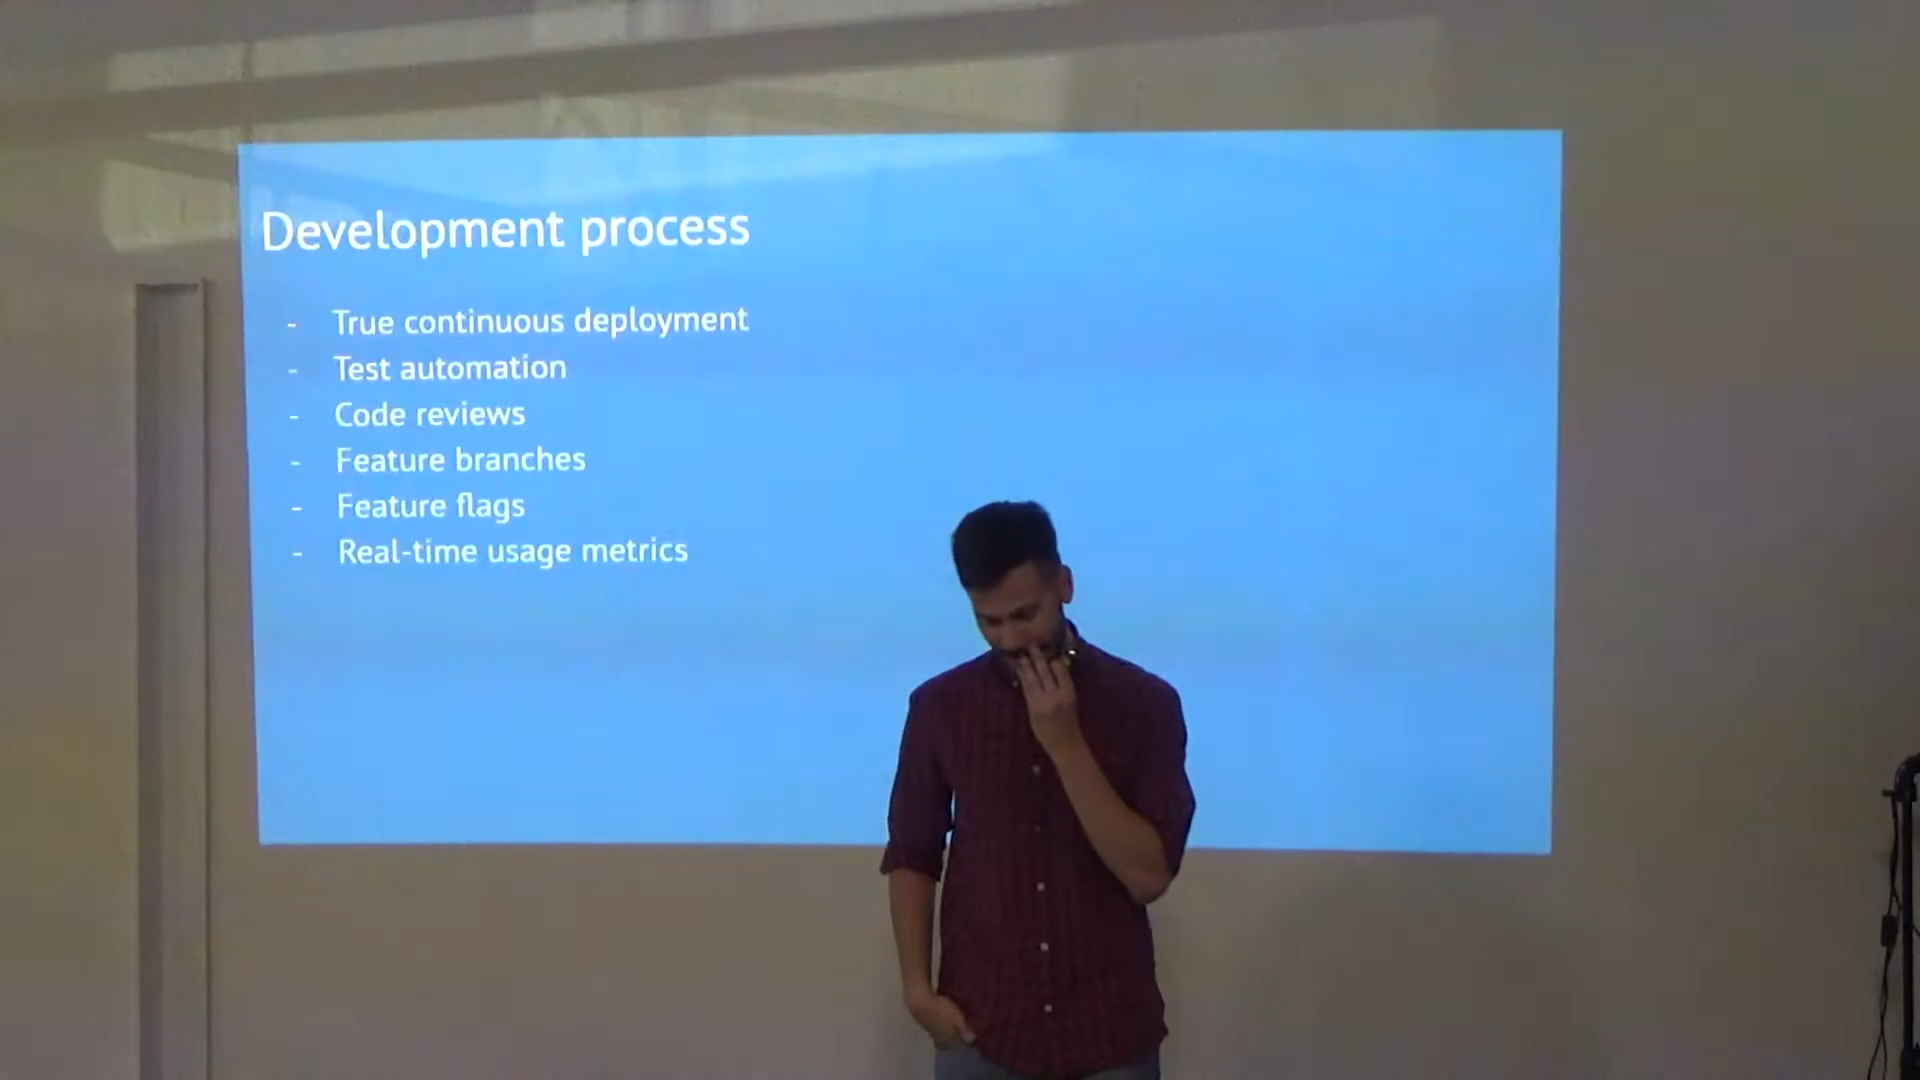 Development process
- True continuous deployment
- Test automation
- Code reviews
- Feature branches
- Feature flags
- Real-time usage metrics